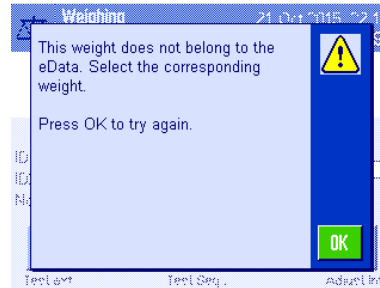 Weighing
21 Oct 2015
This weight does not belong to the
eData. Select the corresponding
weight.
Press OK to try again.
OK
Test Seq.